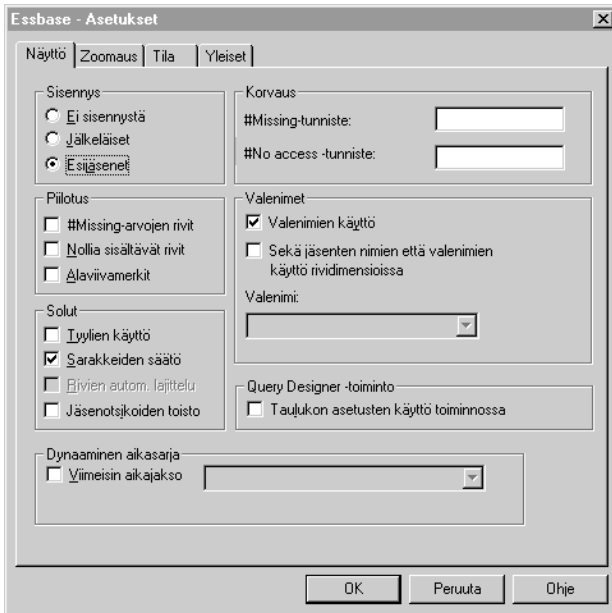 Essbase - Asetukset
Näyttö
Zoomaus
Tila
Yleiset
Sisennys
Ei sisennystä
Jälkeläiset
Esijäsenet
Korvaus
#Missing-tunniste:
#No access -tunniste:
Piilotus
#Missing-arvojen rivit
Nollia sisältävät rivit
Alaviivamerkit
Valenimet
Valenimien käyttö
Sekä jäsenten nimien että valenimien
käyttö rividimensioissa
Valenimi:
Solut
Tyylien käyttö
Sarakkeiden säätö
Rivien autom. lajittelu
Jäsenotsikoiden toisto
Query Designer -toiminto
Taulukon asetusten käyttö toiminnossa
Dynaaminen aikasarja
Viimeisin aikajakso
OK
Peruuta
Ohje